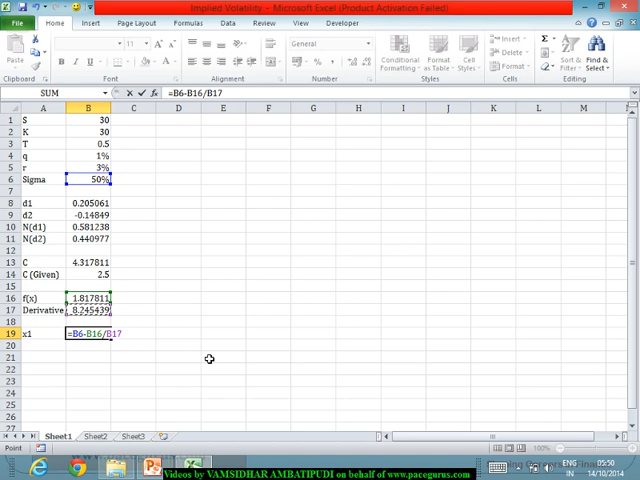 Implied Volatility - Microsoft Excel (Product Activation Failed)
File Home Insert Page Layout Formulas Data Review View Developer
Paste
11 A A
General
B I U
$ % ,
Conditional Formatting
Format as Table
Cell Styles
Insert
Delete
Format
Sort & Filter
Find & Select
Clipboard Font Alignment Number Styles Cells Editing
SUM
fx =B6-B16/B17
A B C D E F G H I J K L M
1 S 30
2 K 30
3 T 0.5
4 q 1%
5 r 3%
6 Sigma 50%
7
8 d1 0.205061
9 d2 -0.14849
10 N(d1) 0.581238
11 N(d2) 0.440977
12
13 C 4.317811
14 C (Given) 2.5
15
16 f(x) 1.817811
17 Derivative 8.245439
18
19 x1 =B6-B16/B17
20
21
22
23
24
25
26
27
Sheet1 Sheet2 Sheet3
Point
100%
ENG
IN
05:50
14/10/2014
Videos by VAMSIDHAR AMBATIPUDI on behalf of www.pacegurus.com